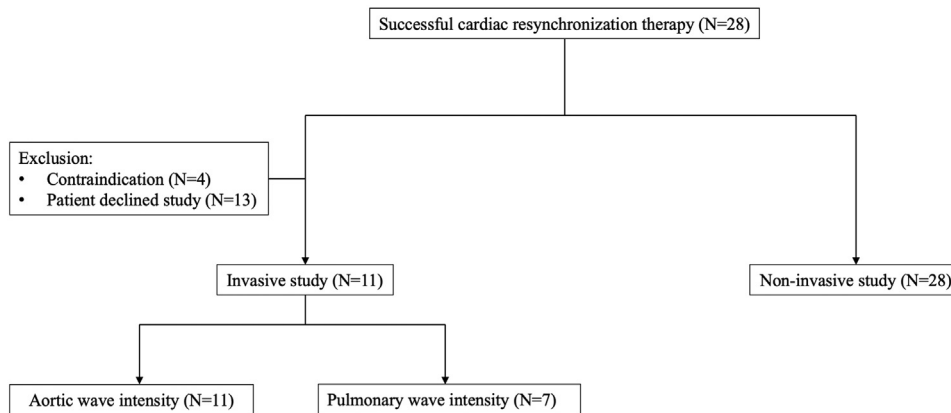 Successful cardiac resynchronization therapy (N=28)
Exclusion:
• Contraindication (N=4)
• Patient declined study (N=13)
Invasive study (N=11)
Non-invasive study (N=28)
Aortic wave intensity (N=11)
Pulmonary wave intensity (N=7)